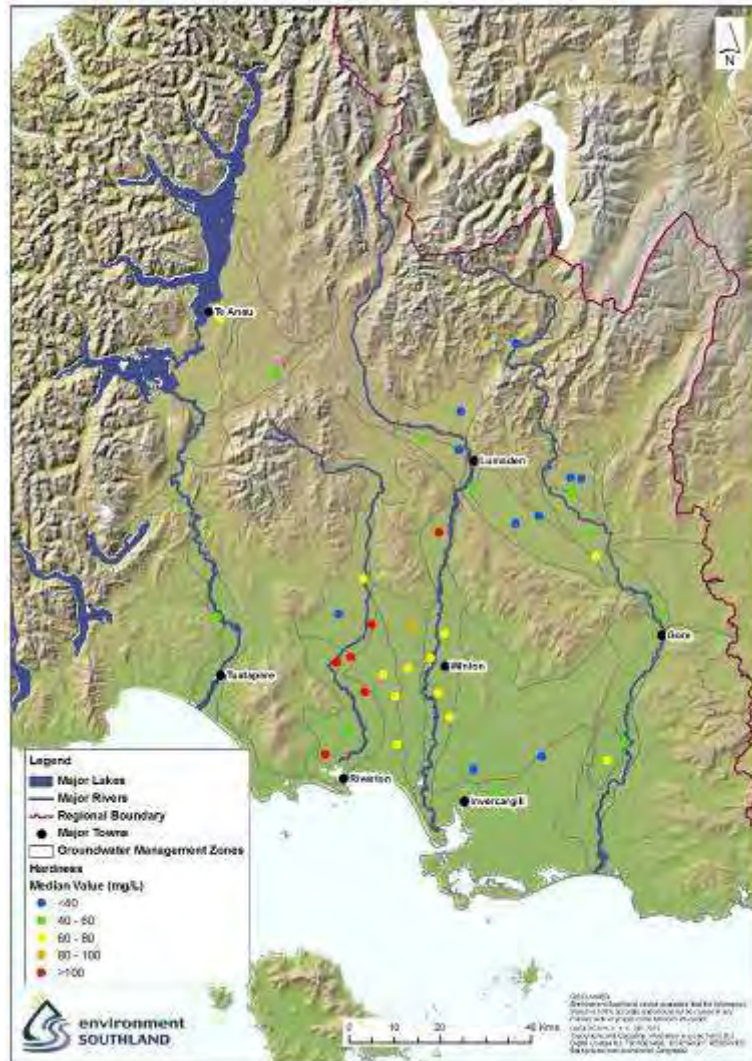 N
Te Anau
Lumsden
Gore
Winton
Tuatapere
Riverton
Invercargill
Legend
Major Lakes
Major Rivers
Regional Boundary
Major Towns
Groundwater Management Zones
Hardness
Median Value (mg/L)
<40
40 - 60
60 - 80
80 - 100
>100
environment
SOUTHLAND
0 10 20 40 Kms